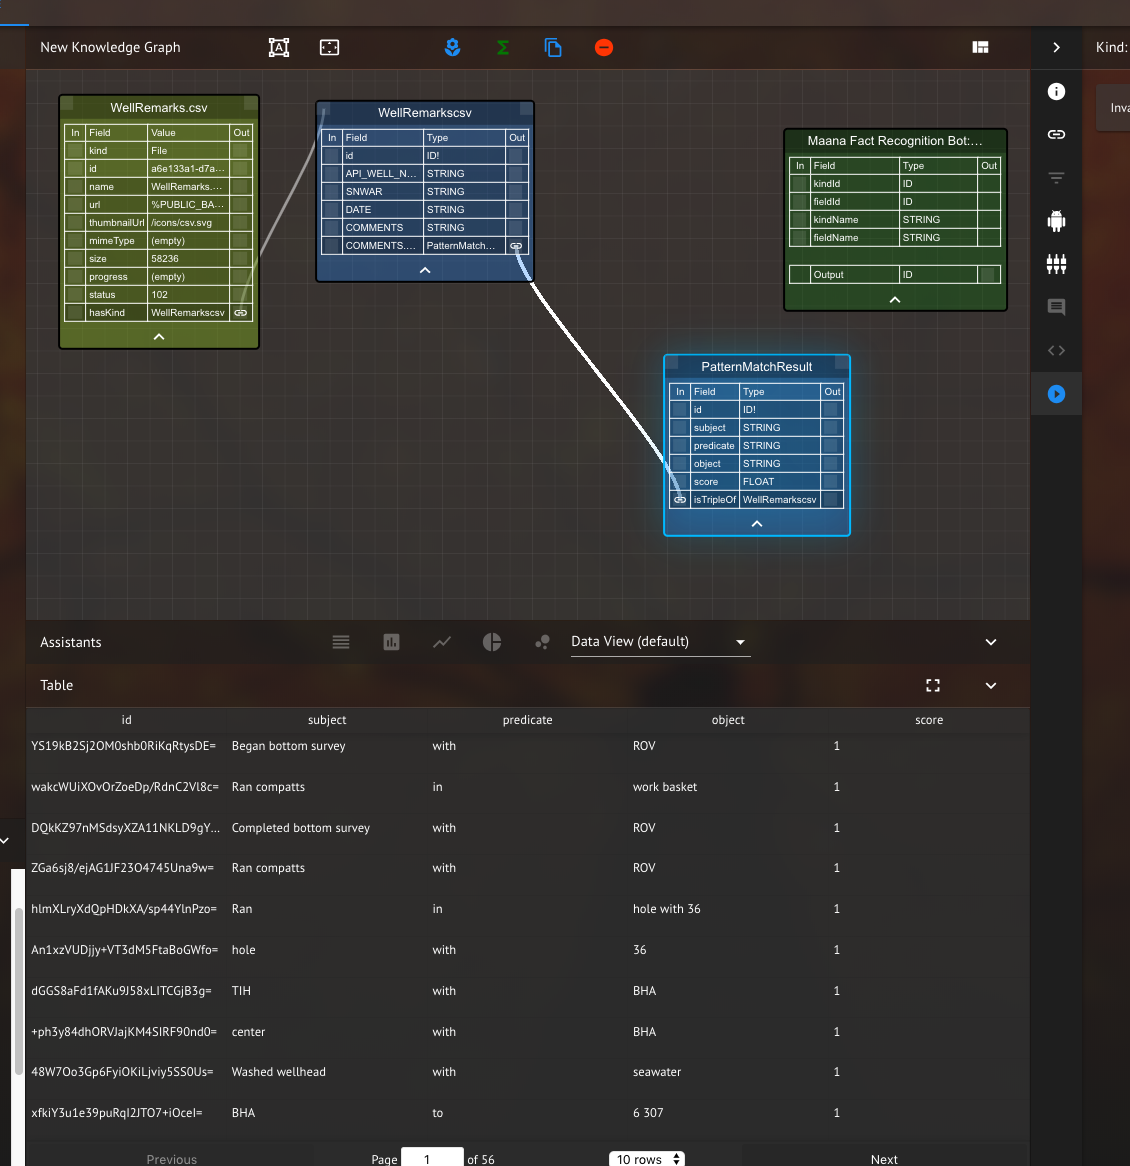 New Knowledge Graph
Kind:
Inva
WellRemarks.csv
In Field Value Out
kind File
id a6e133a1-d7a...
name WellRemarks....
url %PUBLIC_BA...
thumbnailUrl /icons/csv.svg
mimeType (empty)
size 58236
progress (empty)
status 102
hasKind WellRemarkscsv
WellRemarkscsv
In Field Type Out
id ID!
API_WELL_N... STRING
SNWAR STRING
DATE STRING
COMMENTS STRING
COMMENTS.... PatternMatch...
Maana Fact Recognition Bot:...
In Field Type Out
kindId ID
fieldId ID
kindName STRING
fieldName STRING
Output ID
PatternMatchResult
In Field Type Out
id ID!
subject STRING
predicate STRING
object STRING
score FLOAT
isTripleOf WellRemarkscsv
Assistants Data View (default)
Table
id subject predicate object score
YS19kB2Sj2OM0shb0RiKqRtysDE= Began bottom survey with ROV 1
wakcWUiXOvOrZoeDp/RdnC2Vl8c= Ran compatts in work basket 1
DQkKZ97nMSdsyXZA11NKLD9gY... Completed bottom survey with ROV 1
ZGa6sj8/ejAG1JF23O4745Una9w= Ran compatts with ROV 1
hlmXLryXdQpHDkXA/sp44YlnPzo= Ran in hole with 36 1
An1xzVUDjjy+VT3dM5FtaBoGWfo= hole with 36 1
dGGS8aFd1fAKu9J58xLITCGjB3g= TIH with BHA 1
+ph3y84dhORVJajKM4SIRF90nd0= center with BHA 1
48W7Oo3Gp6FyiOKiLjviy5SS0Us= Washed wellhead with seawater 1
xfkiY3u1e39puRqI2JTO7+iOceI= BHA to 6 307 1
Previous Page 1 of 56 10 rows Next